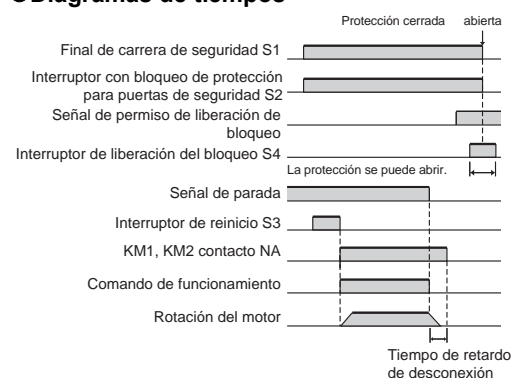 Diagramas de tiempos
Protección cerrada abierta
Final de carrera de seguridad S1
Interruptor con bloqueo de protección
para puertas de seguridad S2
Señal de permiso de liberación de
bloqueo
Interruptor de liberación del bloqueo S4
La protección se puede abrir.
Señal de parada
Interruptor de reinicio S3
KM1, KM2 contacto NA
Comando de funcionamiento
Rotación del motor
Tiempo de retardo
de desconexión